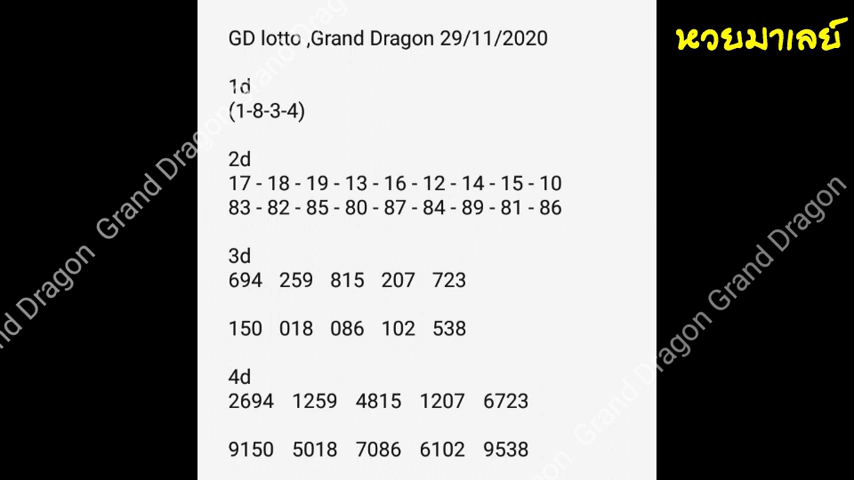 GD lotto ,Grand Dragon 29/11/2020
หวยมาเลย์
1d
(1-8-3-4)
2d
17 - 18 - 19 - 13 - 16 - 12 - 14 - 15 - 10
83 - 82 - 85 - 80 - 87 - 84 - 89 - 81 - 86
3d
694 259 815 207 723
150 018 086 102 538
4d
2694 1259 4815 1207 6723
9150 5018 7086 6102 9538
Grand Dragon Grand Dragon
Grand Dragon Grand Dragon